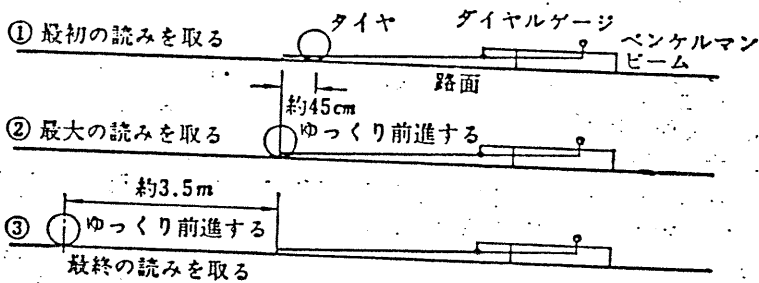 タイヤ ダイヤルゲージ
① 最初の読みを取る
ベンケルマン
ビーム
路面
約45cm
② 最大の読みを取る ゆっくり前進する
約3.5m
③ ゆっくり前進する
最終の読みを取る